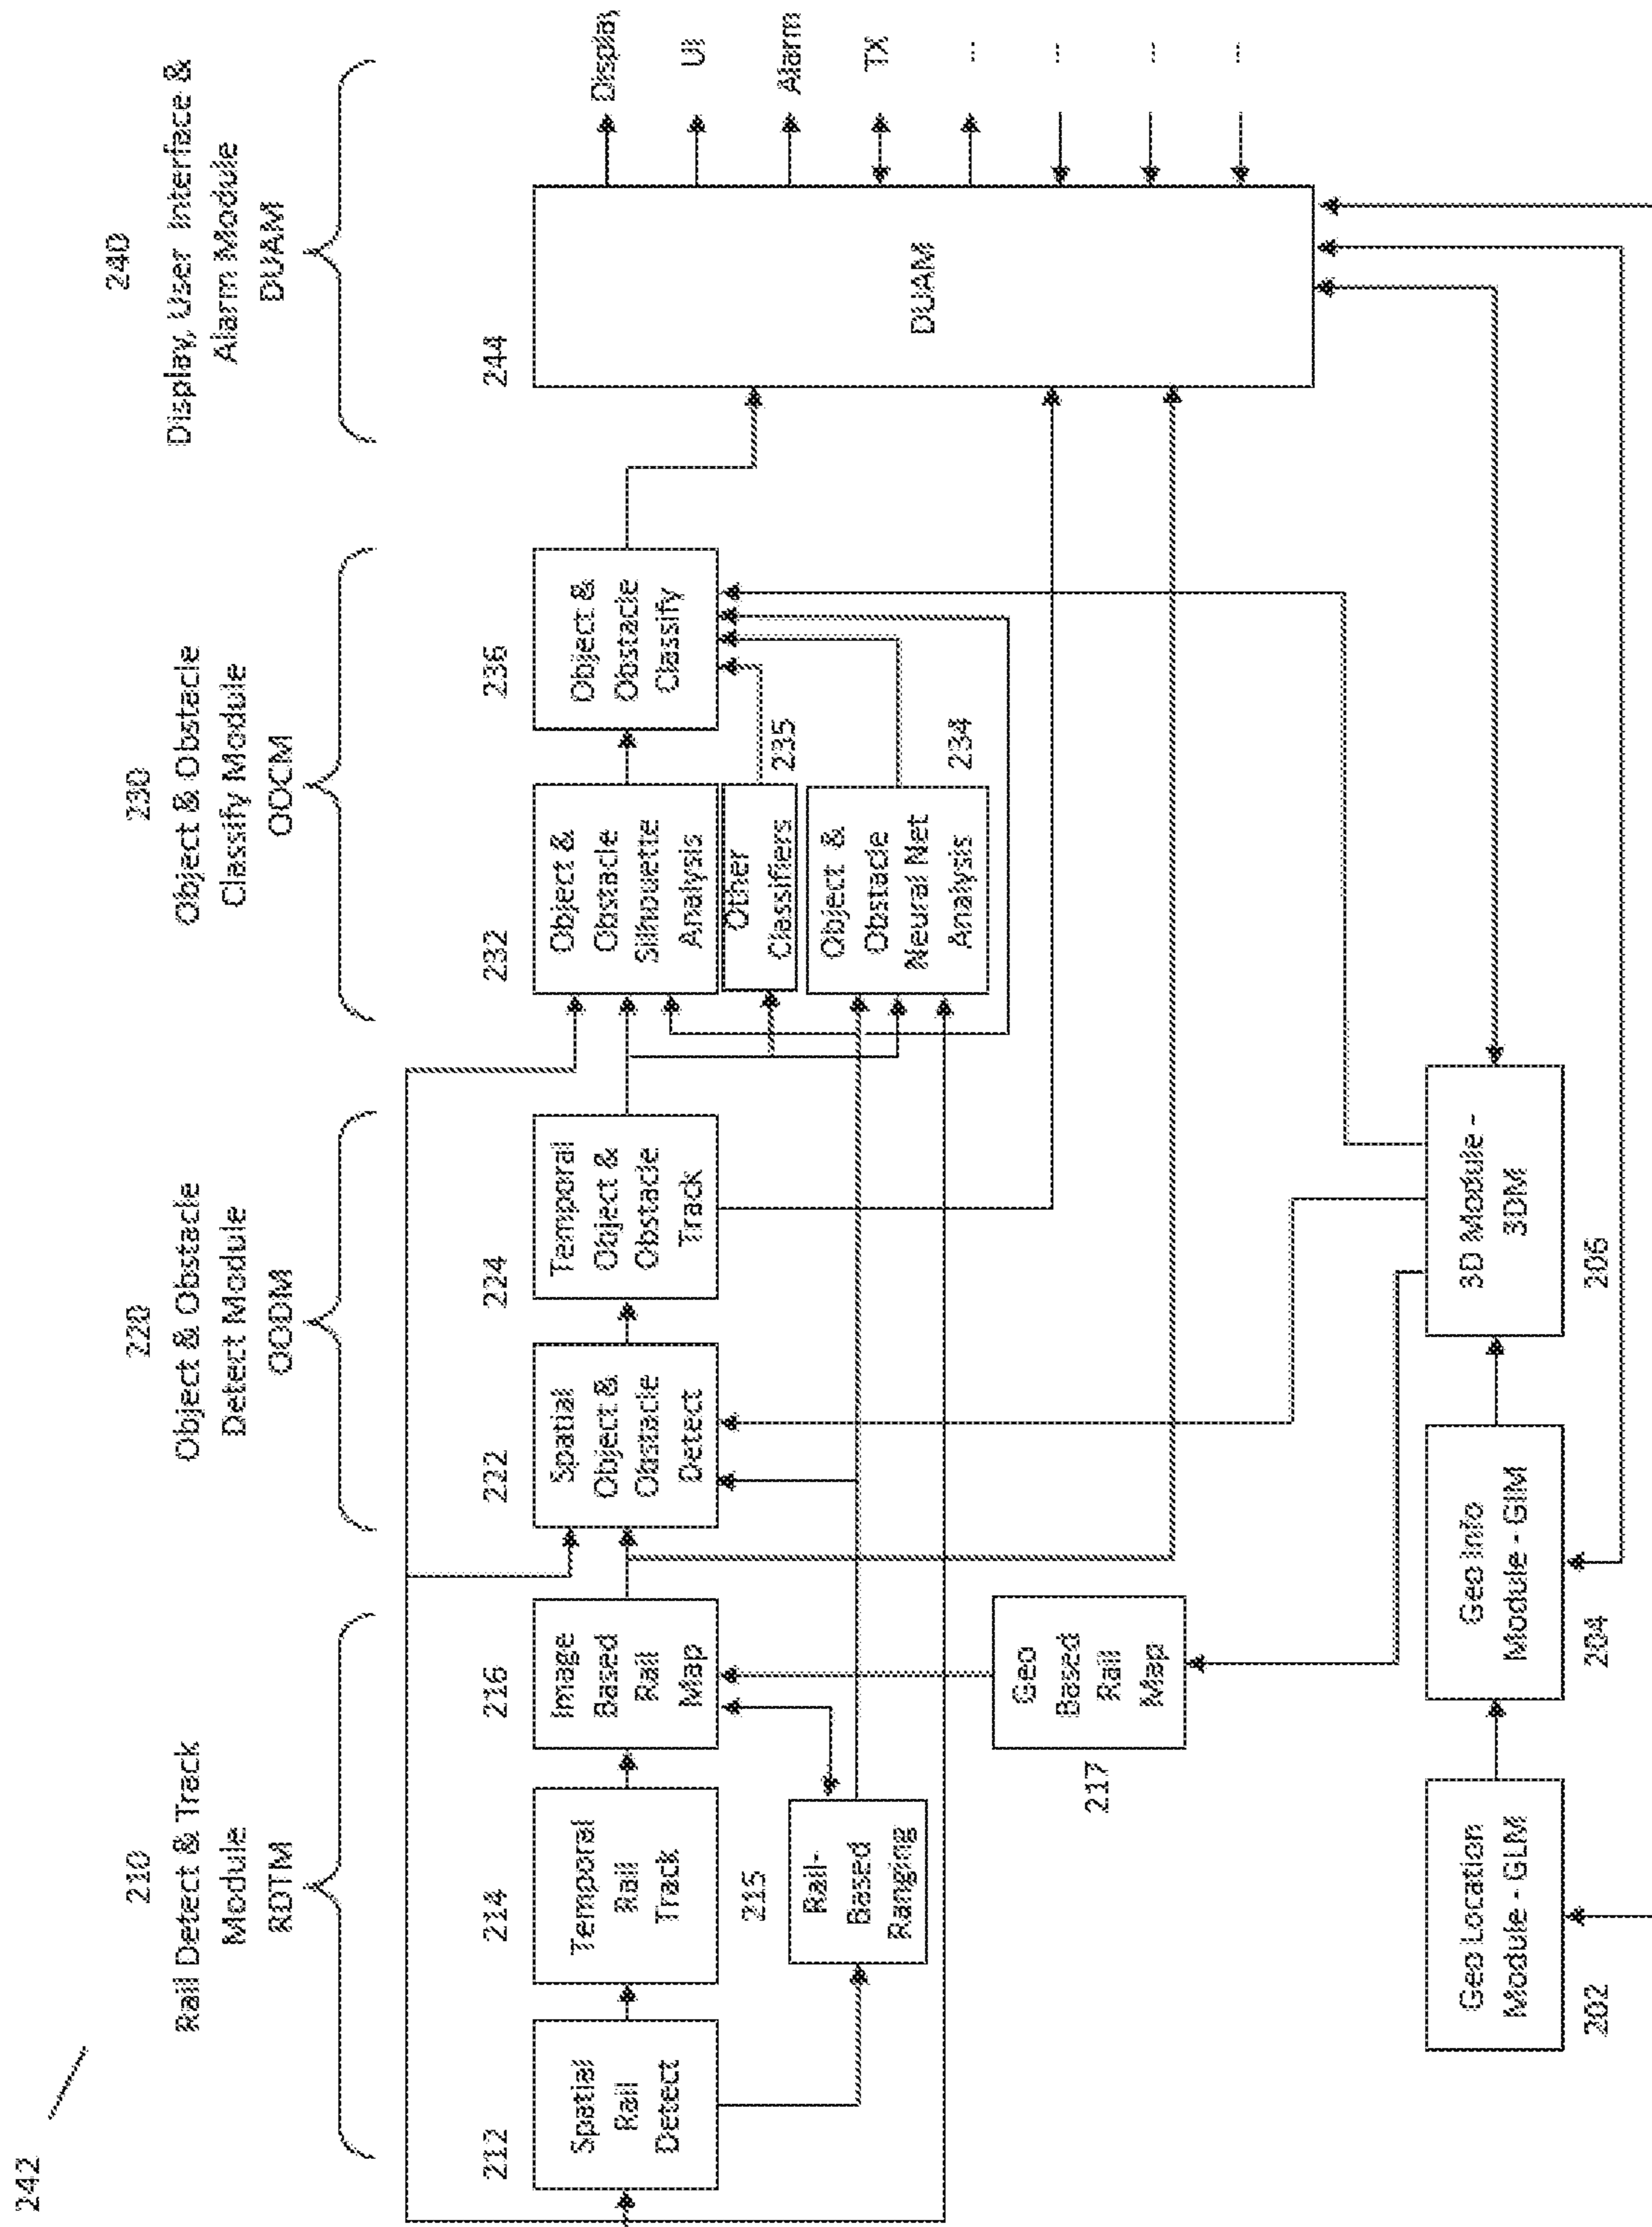 242
210
Rail Detect & Track
Module
RDTM
220
Object & Obstacle
Detect Module
OODM
230
Object & Obstacle
Classify Module
OOCM
240
Display, User Interface &
Alarm Module
DUAM
212
Spatial
Rail
Detect
214
Temporal
Rail
Track
216
Image
Based
Rail
Map
222
Spatial
Object &
Obstacle
Detect
224
Temporal
Object &
Obstacle
Track
232
Object &
Obstacle
Silhouette
Analysis
236
Object &
Obstacle
Classify
244
DUAM
Display
UI
Alarm
TX
...
...
...
...
215
Rail-
Based
Ranging
Other
Classifiers
235
Object &
Obstacle
Neural Net
Analysis
234
217
Geo
Based
Rail
Map
Geo Location
Module - GLM
202
Geo Info
Module - GIM
204
3D Module -
3DM
206